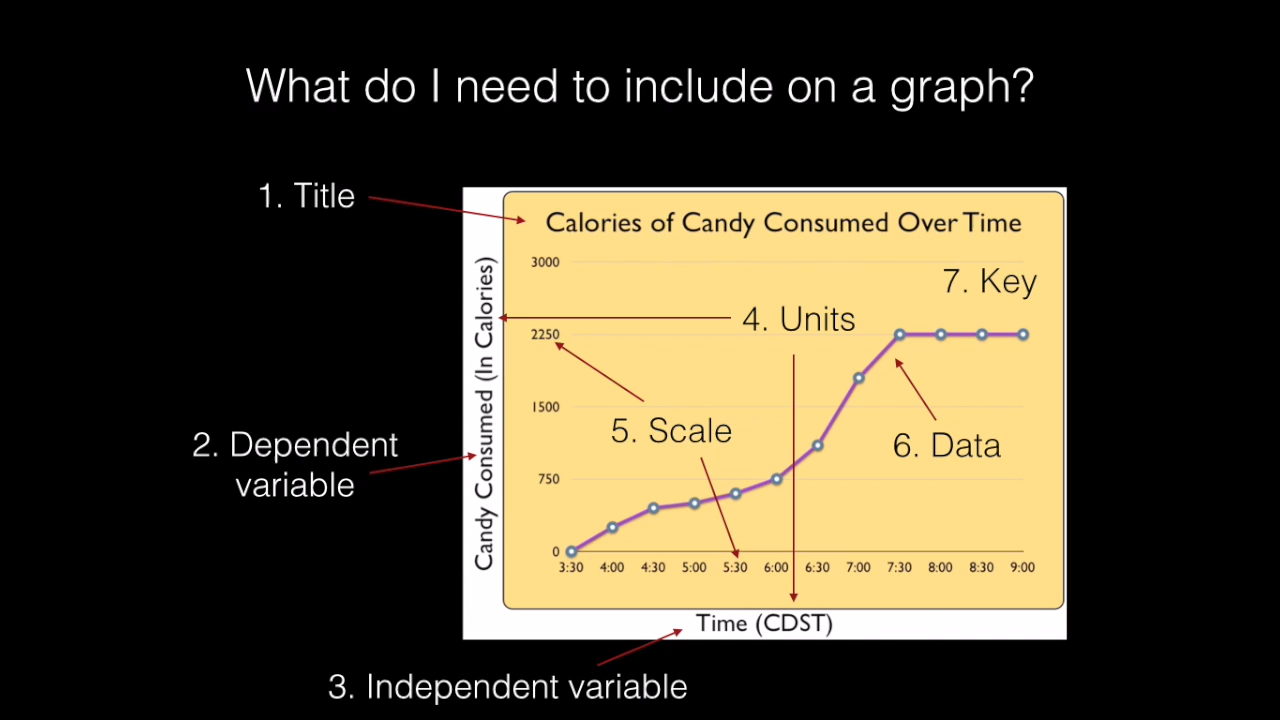 What do I need to include on a graph?
1. Title
Calories of Candy Consumed Over Time
3000
7. Key
4. Units
2250
Candy Consumed (In Calories)
1500
5. Scale
6. Data
2. Dependent
variable
750
0
3:30 4:00 4:30 5:00 5:30 6:00 6:30 7:00 7:30 8:00 8:30 9:00
Time (CDST)
3. Independent variable